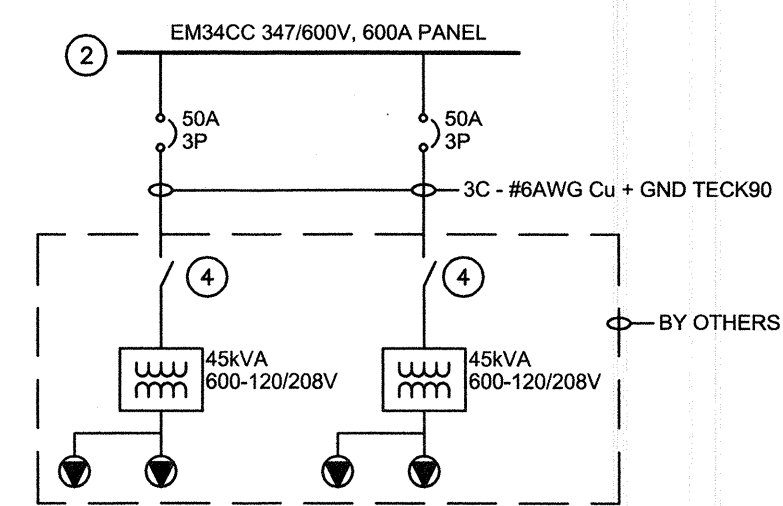 EM34CC 347/600V, 600A PANEL
2
50A
3P
50A
3P
3C - #6AWG Cu + GND TECK90
4
4
BY OTHERS
45kVA
600-120/208V
45kVA
600-120/208V